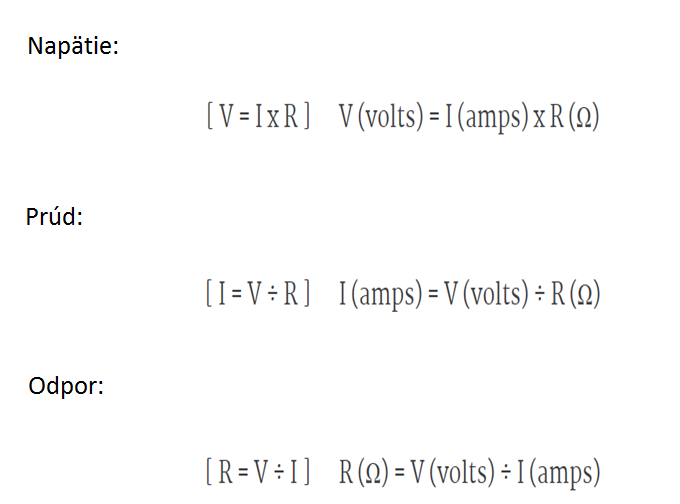 Napätie:
[ V = I x R ] V (volts) = I (amps) x R (Ω)
Prúd:
[ I = V ÷ R ] I (amps) = V (volts) ÷ R (Ω)
Odpor:
[ R = V ÷ I ] R (Ω) = V (volts) ÷ I (amps)